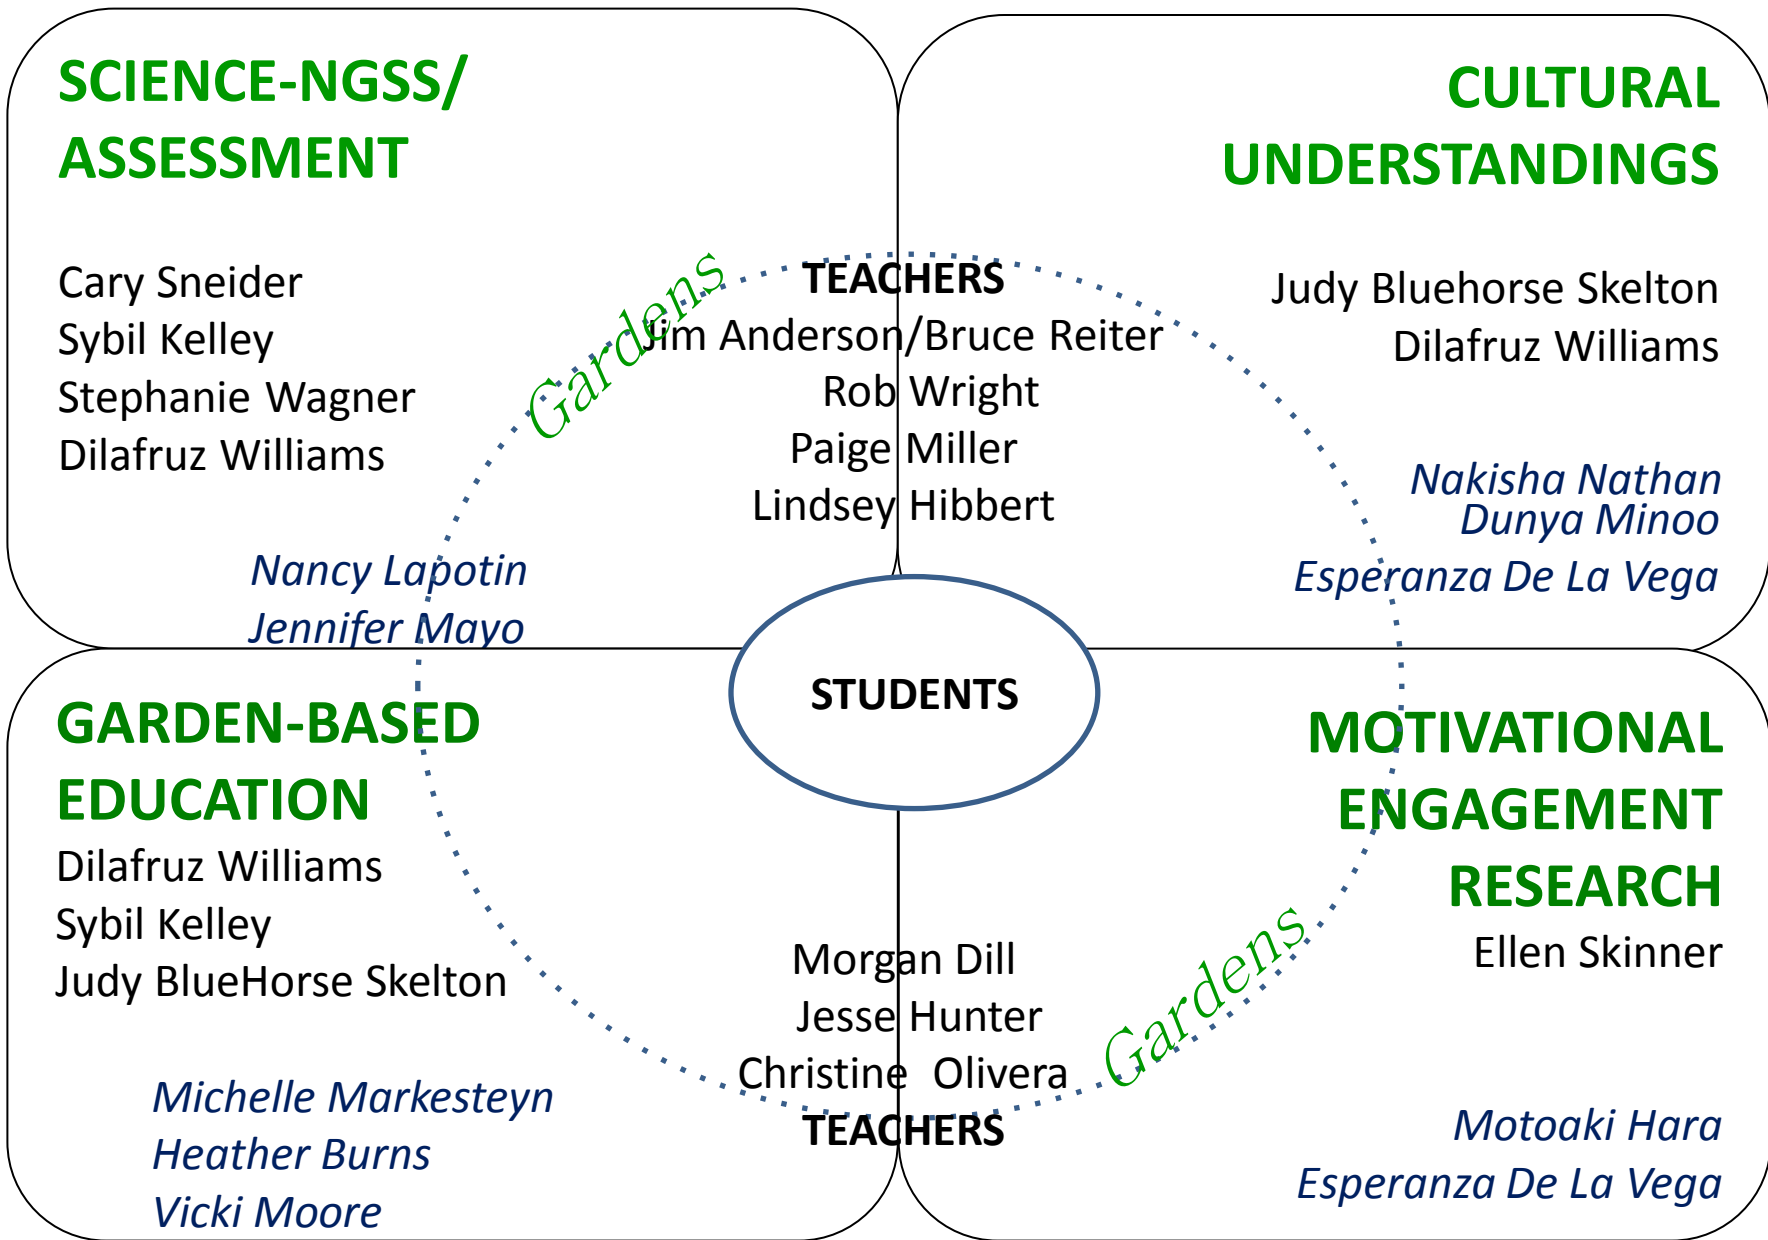 SCIENCE-NGSS/
ASSESSMENT
Cary Sneider
Sybil Kelley
Stephanie Wagner
Dilafruz Williams
Nancy Lapotin
Jennifer Mayo
CULTURAL
UNDERSTANDINGS
Judy Bluehorse Skelton
Dilafruz Williams
Nakisha Nathan
Dunya Minoo
Esperanza De La Vega
Gardens
TEACHERS
Jim Anderson/Bruce Reiter
Rob Wright
Paige Miller
Lindsey Hibbert
STUDENTS
GARDEN-BASED
EDUCATION
Dilafruz Williams
Sybil Kelley
Judy BlueHorse Skelton
Michelle Markesteyn
Heather Burns
Vicki Moore
Morgan Dill
Jesse Hunter
Christine  Olivera
TEACHERS
Gardens
MOTIVATIONAL
ENGAGEMENT
RESEARCH
Ellen Skinner
Motoaki Hara
Esperanza De La Vega